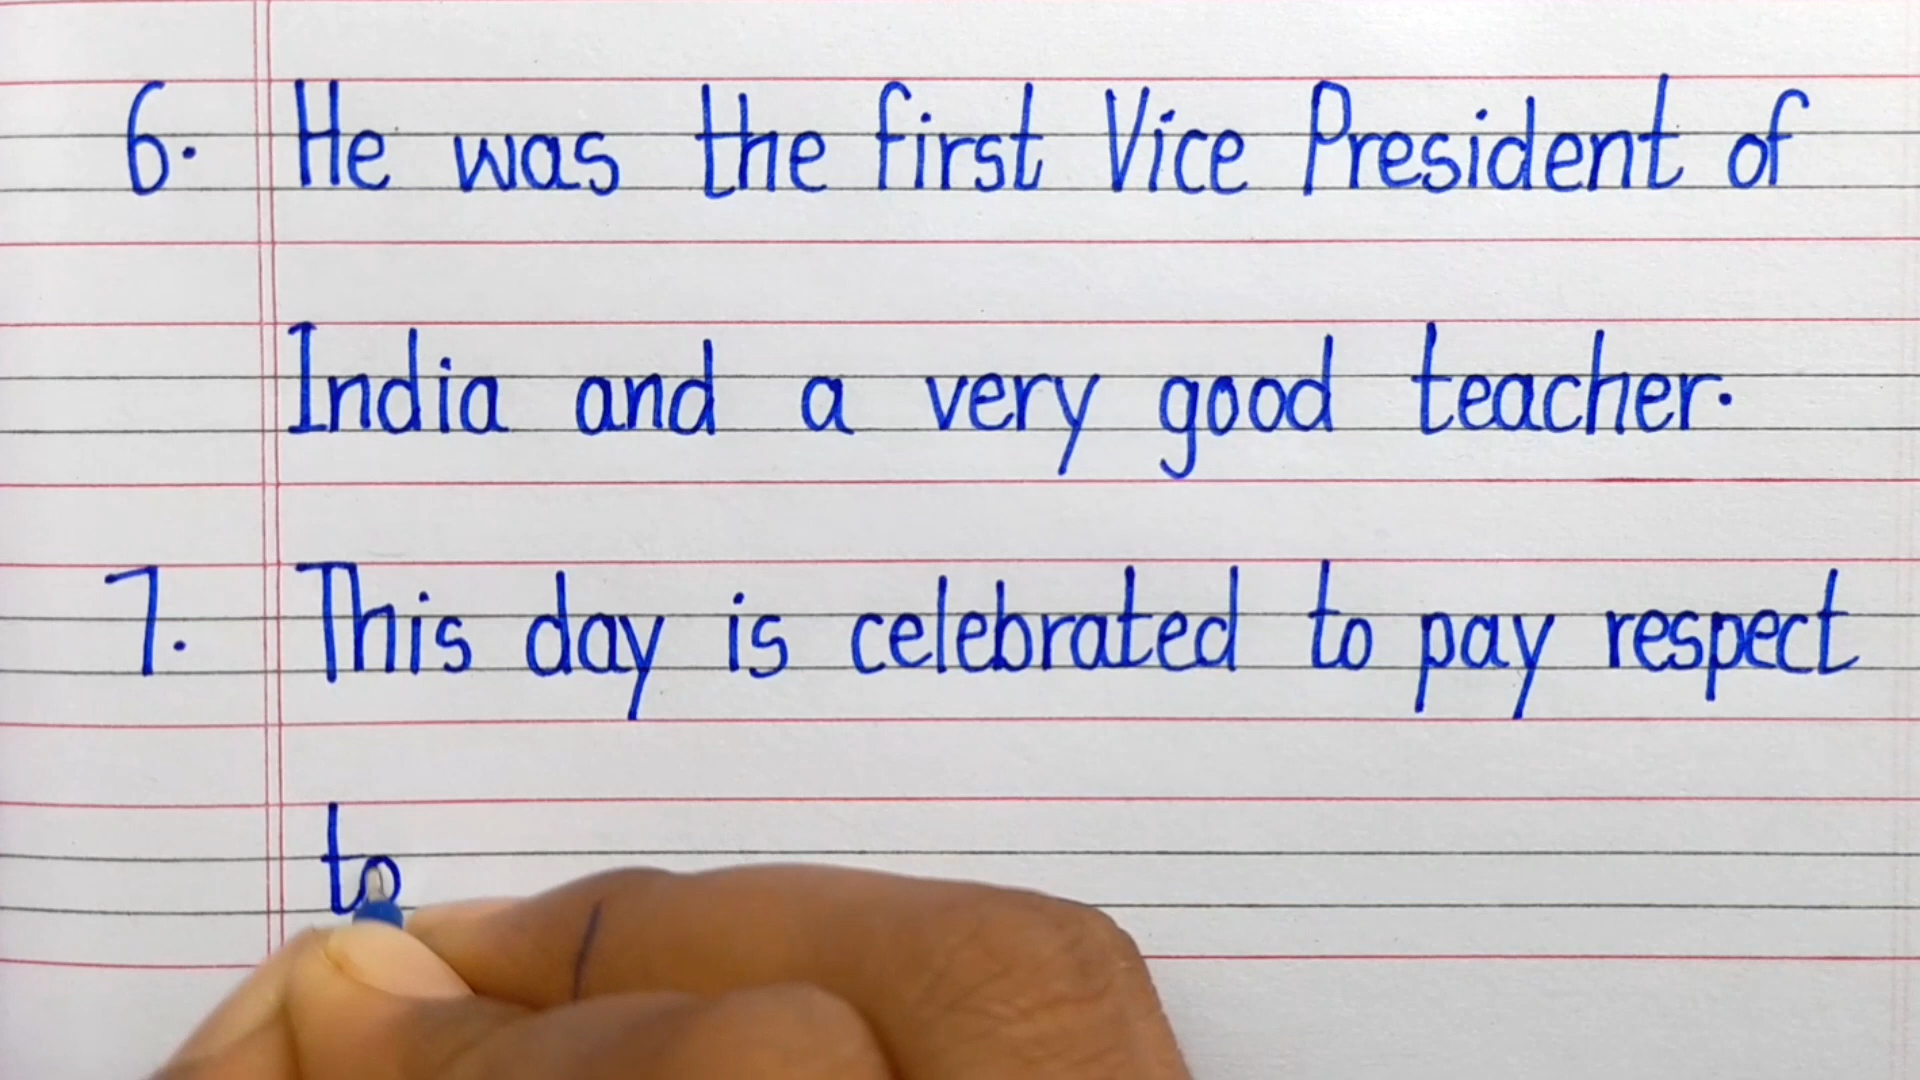 6. He was the first Vice President of
India and a very good teacher.
7. This day is celebrated to pay respect
to